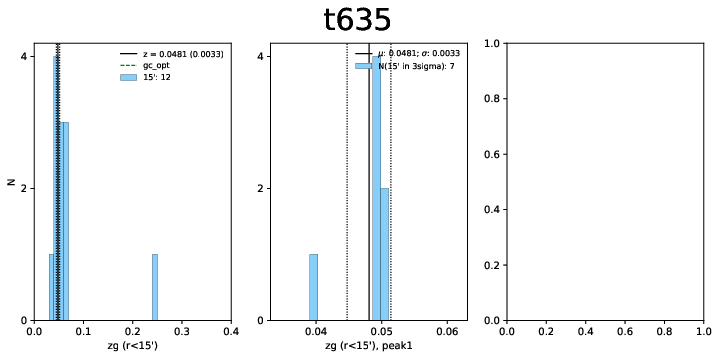 t635
z = 0.0481 (0.0033)
gc_opt
15': 12
N
4
2
0
0.0 0.1 0.2 0.3 0.4
zg (r<15')
μ: 0.0481; σ: 0.0033
N(15' in 3sigma): 7
4
2
0
0.04 0.05 0.06
zg (r<15'), peak1
1.0
0.8
0.6
0.4
0.2
0.0
0.0 0.2 0.4 0.6 0.8 1.0